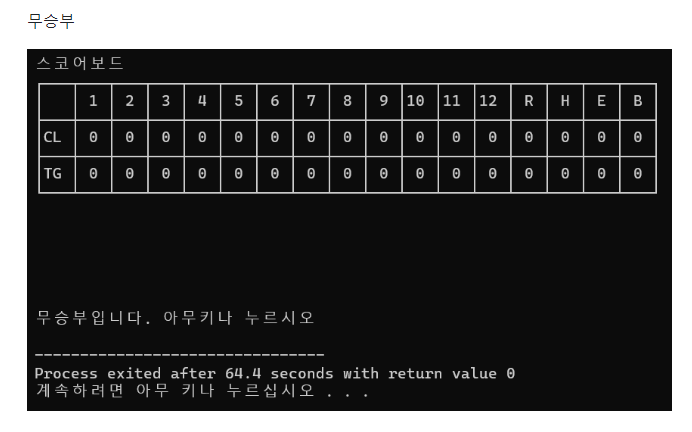 무승부
스코어보드
1 2 3 4 5 6 7 8 9 10 11 12 R H E B
CL 0 0 0 0 0 0 0 0 0 0 0 0 0 0 0 0
TG 0 0 0 0 0 0 0 0 0 0 0 0 0 0 0 0
무승부입니다. 아무키나 누르시오
--------------------------------
Process exited after 64.4 seconds with return value 0
계속하려면 아무 키나 누르십시오 . . .